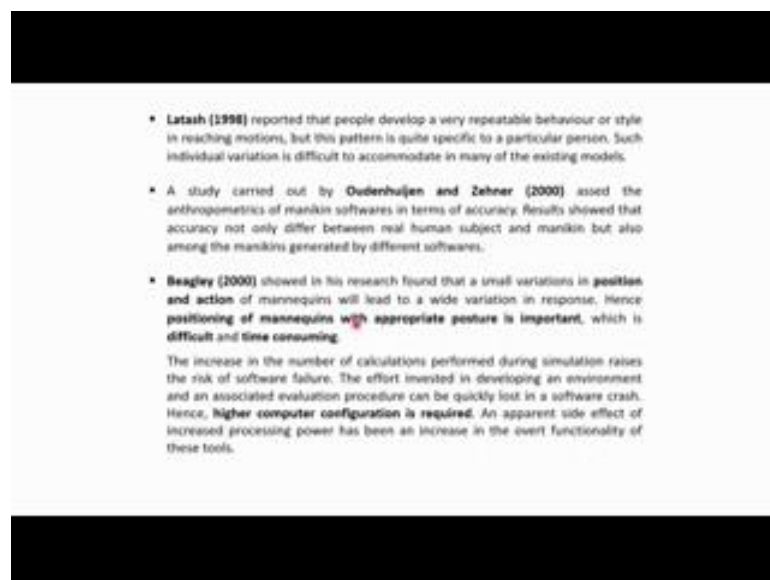 • Latash (1998) reported that people develop a very repeatable behaviour or style
in reaching motions, but this pattern is quite specific to a particular person. Such
individual variation is difficult to accommodate in many of the existing models.
• A study carried out by Oudenhuijen and Zehner (2000) assed the
anthropometrics of manikin softwares in terms of accuracy. Results showed that
accuracy not only differ between real human subject and manikin but also
among the manikins generated by different softwares.
• Beagley (2000) showed in his research found that a small variations in position
and action of mannequins will lead to a wide variation in response. Hence
positioning of mannequins with appropriate posture is important, which is
difficult and time consuming.
The increase in the number of calculations performed during simulation raises
the risk of software failure. The effort invested in developing an environment
and an associated evaluation procedure can be quickly lost in a software crash.
Hence, higher computer configuration is required. An apparent side effect of
increased processing power has been an increase in the overt functionality of
these tools.